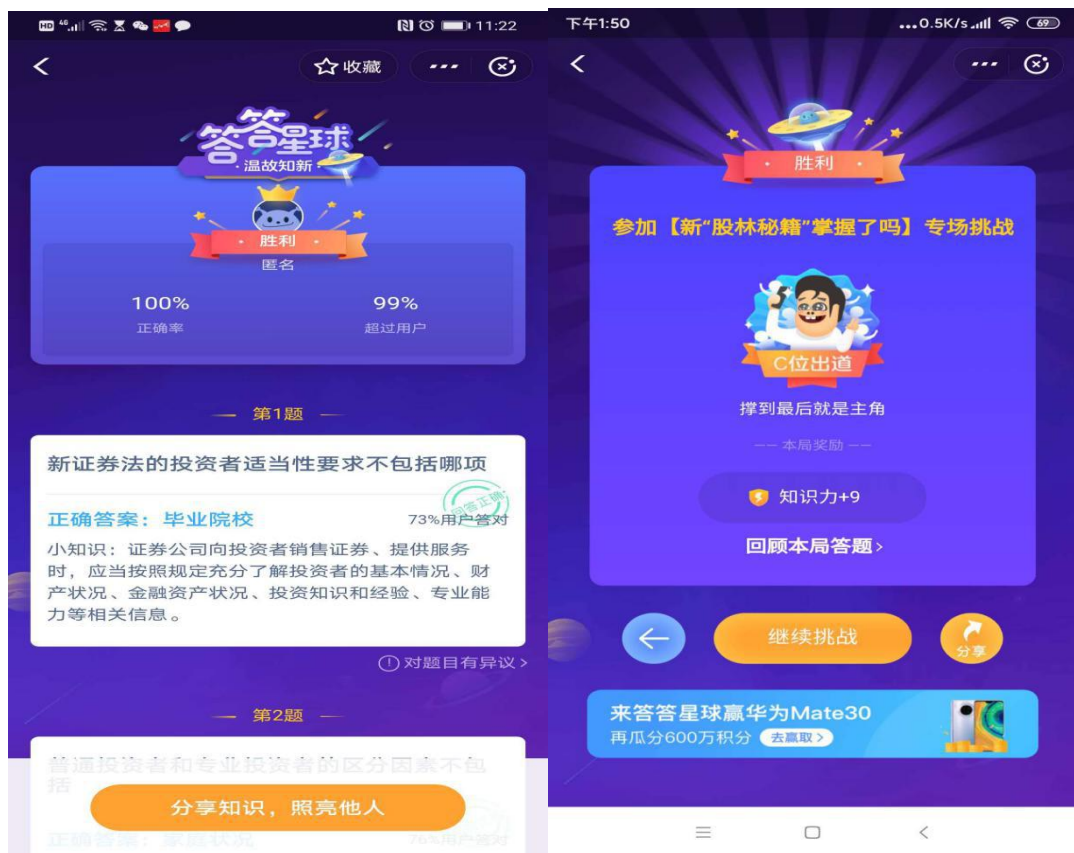 HD 4G 11:22
收藏
答答星球
·温故知新·
· 胜利 ·
匿名
100% 99%
正确率 超过用户
第1题
新证券法的投资者适当性要求不包括哪项
回答正确
正确答案：毕业院校 73%用户答对
小知识：证券公司向投资者销售证券、提供服务
时，应当按照规定充分了解投资者的基本情况、财
产状况、金融资产状况、投资知识和经验、专业能
力等相关信息。
对题目有异议>
第2题
普通投资者和专业投资者的区分因素不包
括
分享知识，照亮他人
正确答案：家庭状况 76%用户答对
下午1:50 ...0.5K/s 69
· 胜利 ·
参加【新“股林秘籍”掌握了吗】专场挑战
C位出道
撑到最后就是主角
—— 本局奖励 ——
知识力+9
回顾本局答题>
继续挑战
分享
来答答星球赢华为Mate30
再瓜分600万积分 去赢取>